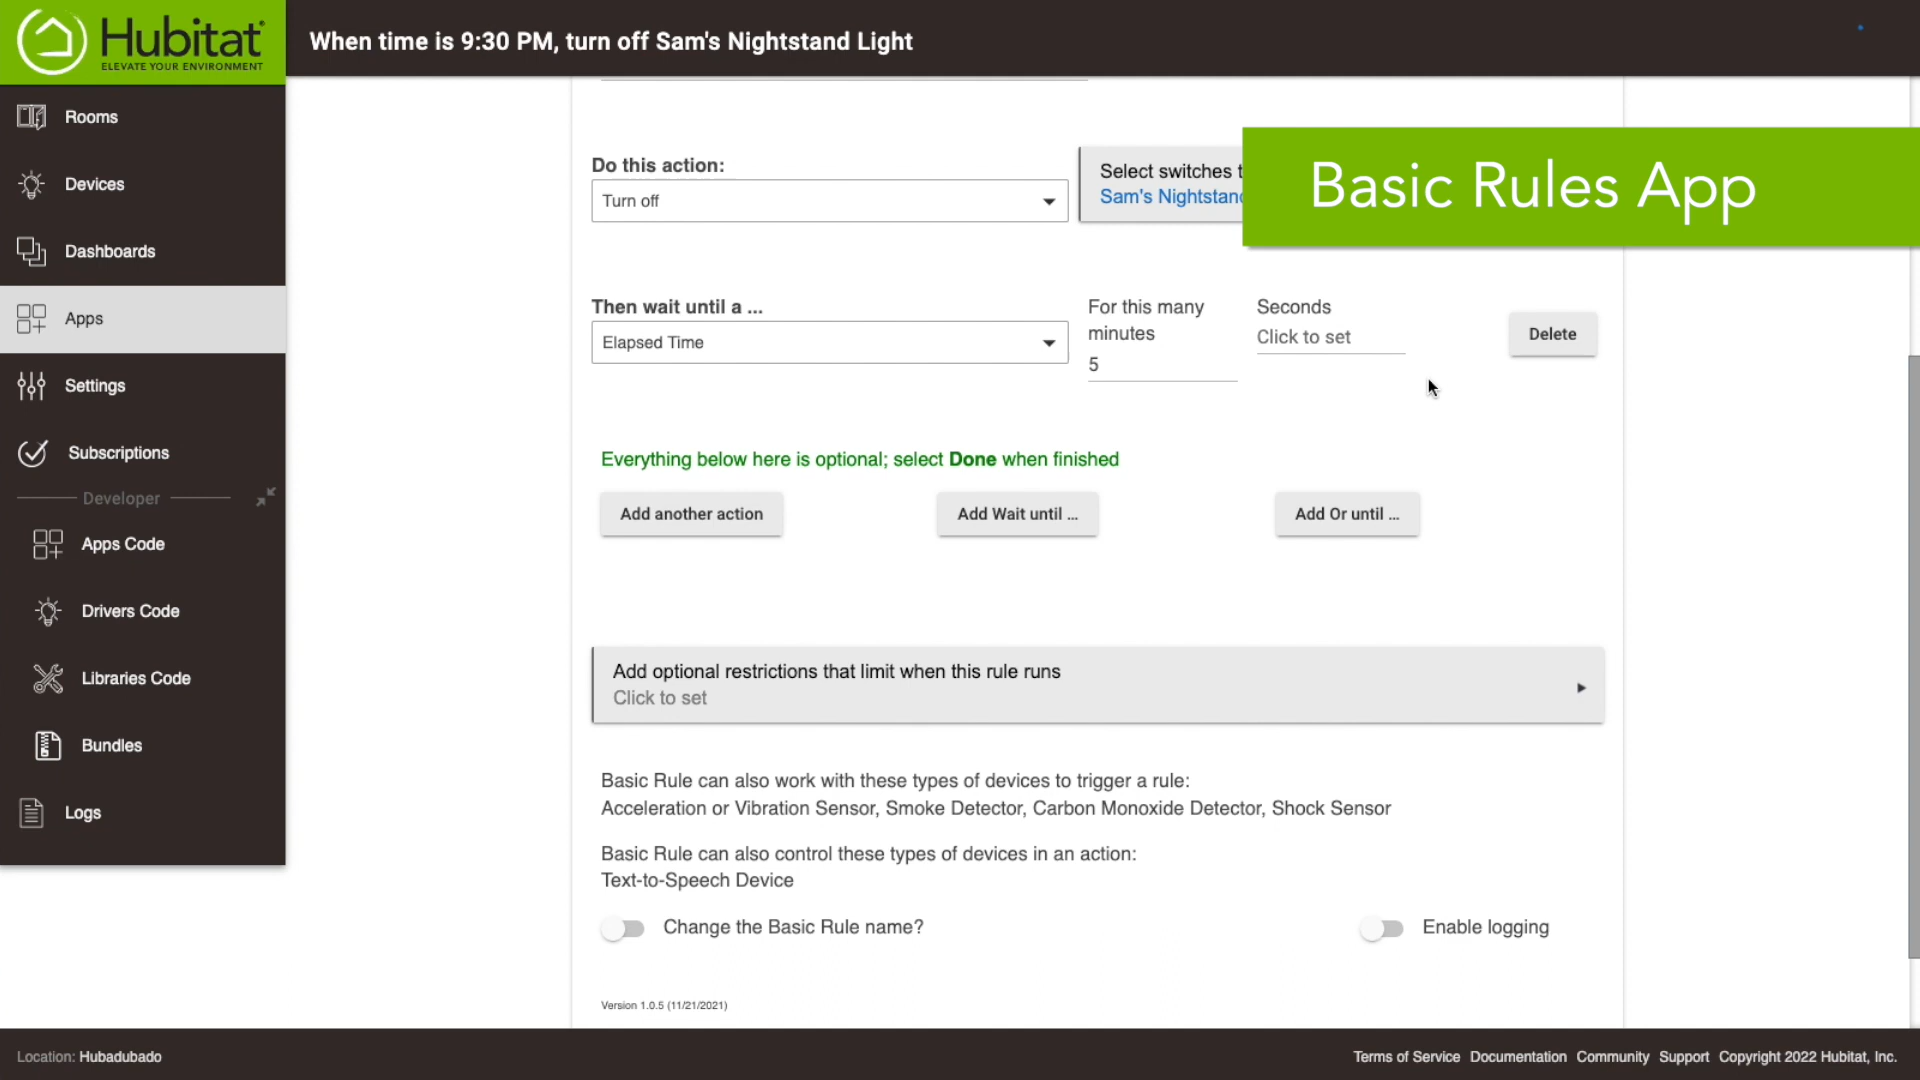 Hubitat
ELEVATE YOUR ENVIRONMENT
When time is 9:30 PM, turn off Sam's Nightstand Light
Rooms
Devices
Dashboards
Apps
Settings
Subscriptions
Developer
Apps Code
Drivers Code
Libraries Code
Bundles
Logs
Do this action:
Turn off
Select switches t
Sam's Nightstand
Basic Rules App
Then wait until a ...
Elapsed Time
For this many
minutes
5
Seconds
Click to set
Delete
Everything below here is optional; select Done when finished
Add another action
Add Wait until ...
Add Or until ...
Add optional restrictions that limit when this rule runs
Click to set
Basic Rule can also work with these types of devices to trigger a rule:
Acceleration or Vibration Sensor, Smoke Detector, Carbon Monoxide Detector, Shock Sensor
Basic Rule can also control these types of devices in an action:
Text-to-Speech Device
Change the Basic Rule name?
Enable logging
Version 1.0.5 (11/21/2021)
Location: Hubadubado
Terms of Service Documentation Community Support Copyright 2022 Hubitat, Inc.